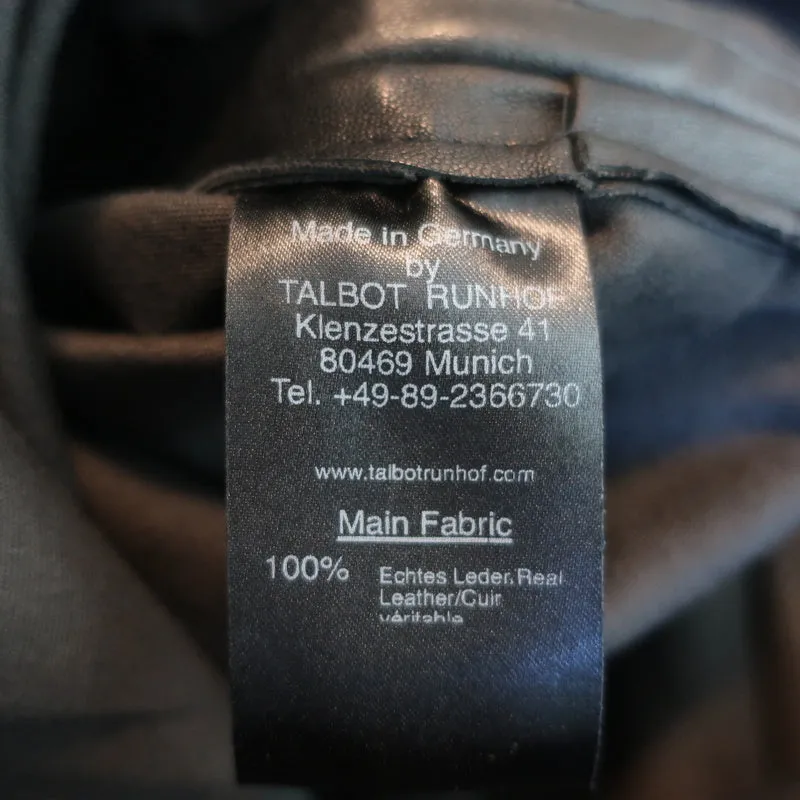 Made in Germany
by
TALBOT RUNHOF
Klenzestrasse 41
80469 Munich
Tel. +49-89-2366730
www.talbotrunhof.com
Main Fabric
100% Echtes Leder.Real
Leather/Cuir
véritable